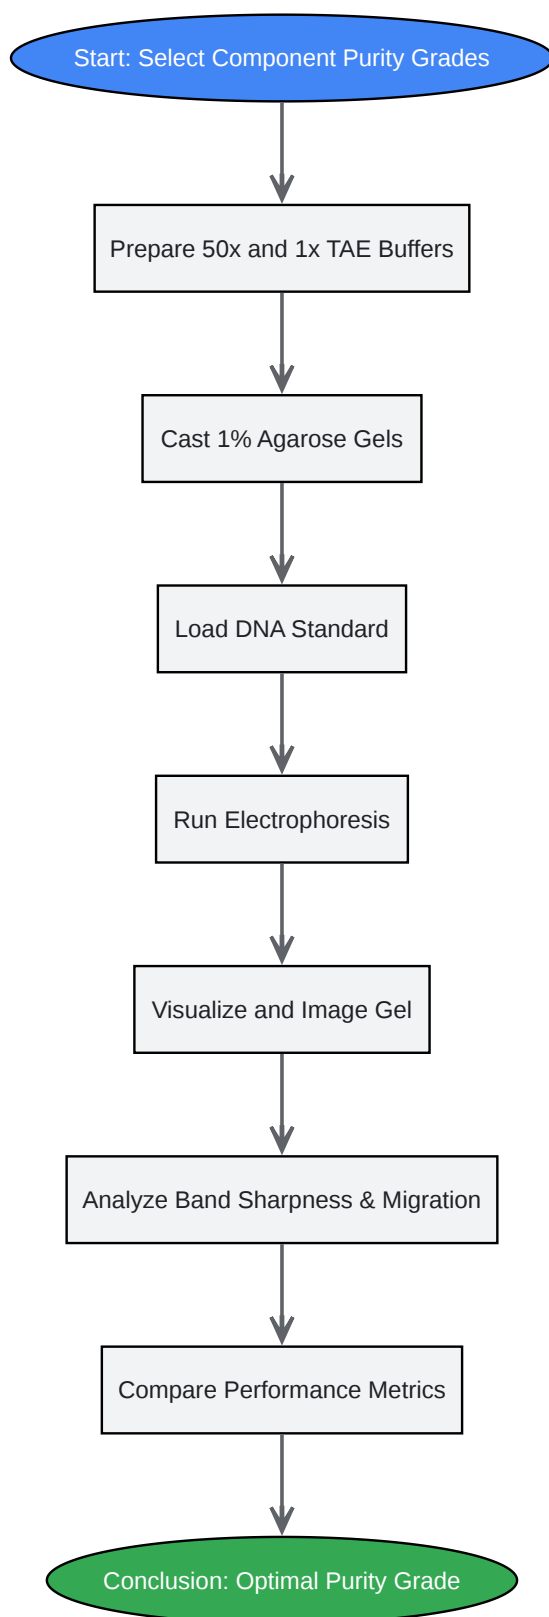 Start: Select Component Purity Grades
Prepare 50x and 1x TAE Buffers
Cast 1% Agarose Gels
Load DNA Standard
Run Electrophoresis
Visualize and Image Gel
Analyze Band Sharpness & Migration
Compare Performance Metrics
Conclusion: Optimal Purity Grade